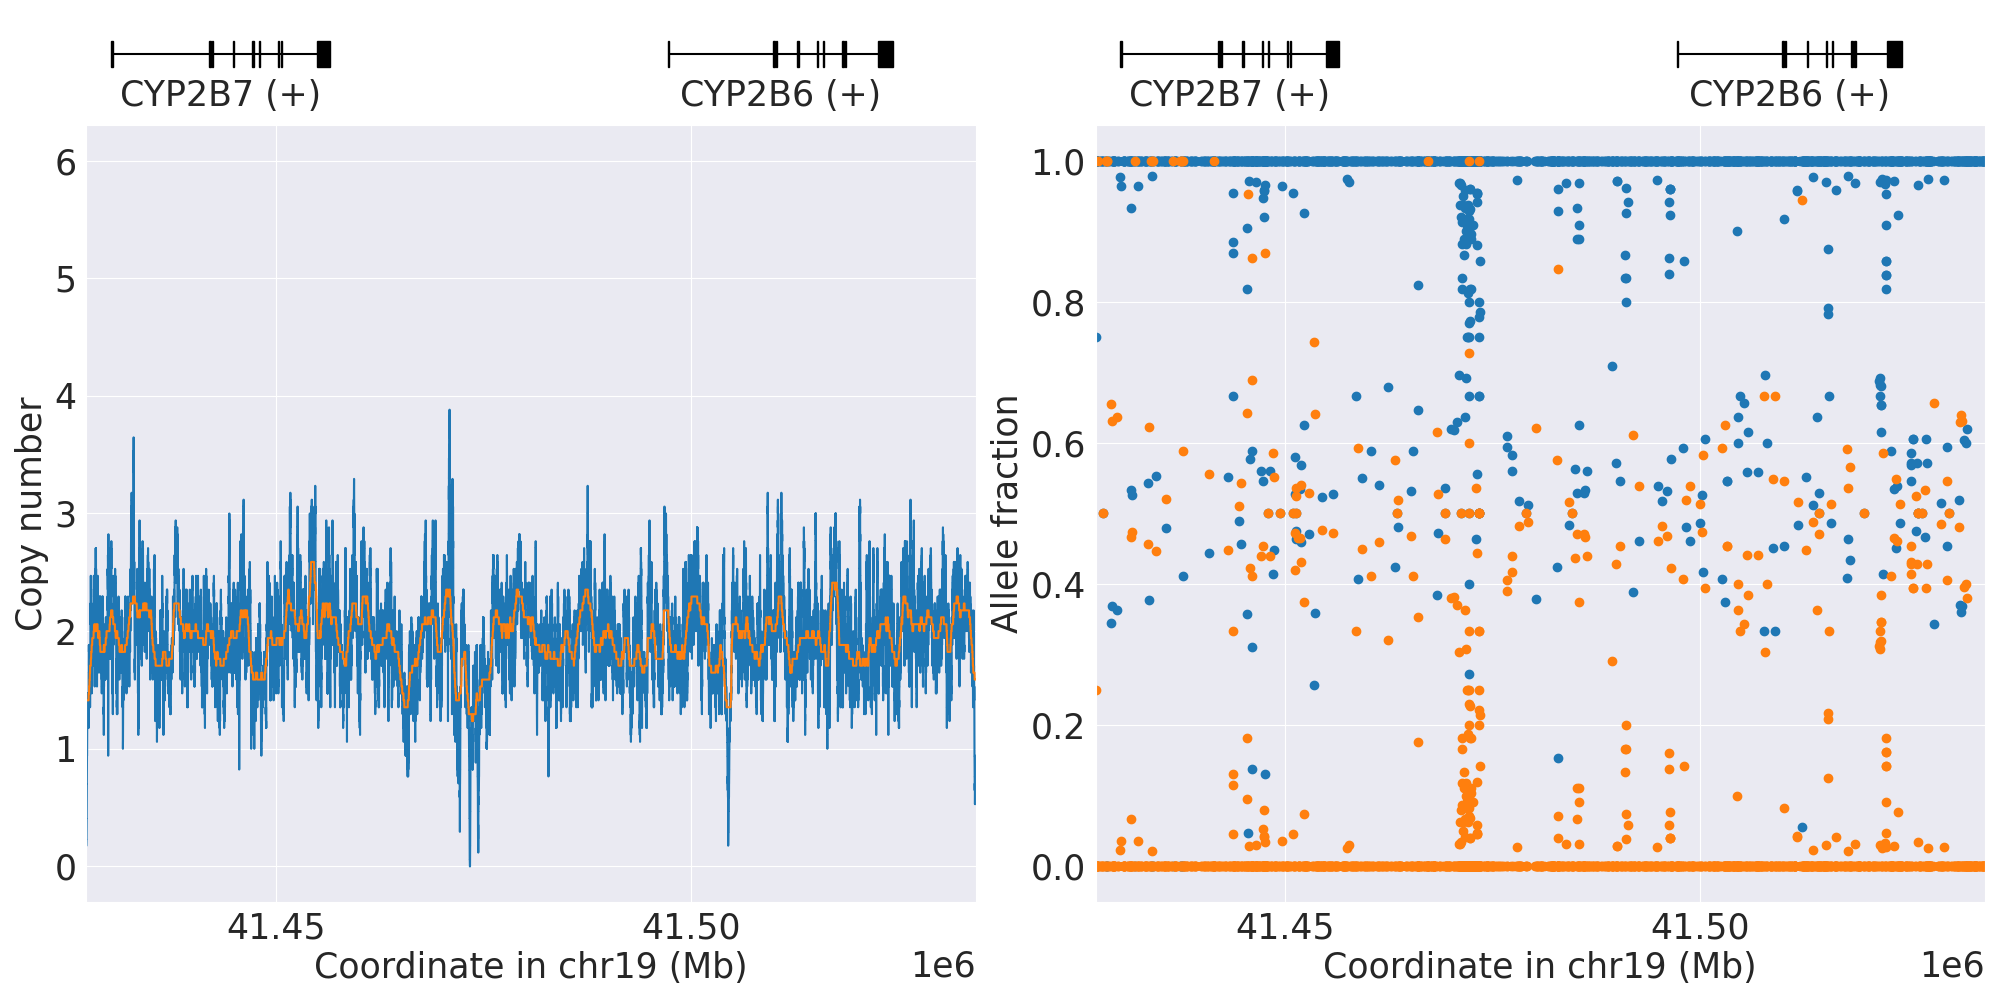 CYP2B7 (+)
CYP2B6 (+)
CYP2B7 (+)
CYP2B6 (+)
Copy number
6
5
4
3
2
1
0
41.45
41.50
Coordinate in chr19 (Mb)
1e6
Allele fraction
1.0
0.8
0.6
0.4
0.2
0.0
41.45
41.50
Coordinate in chr19 (Mb)
1e6